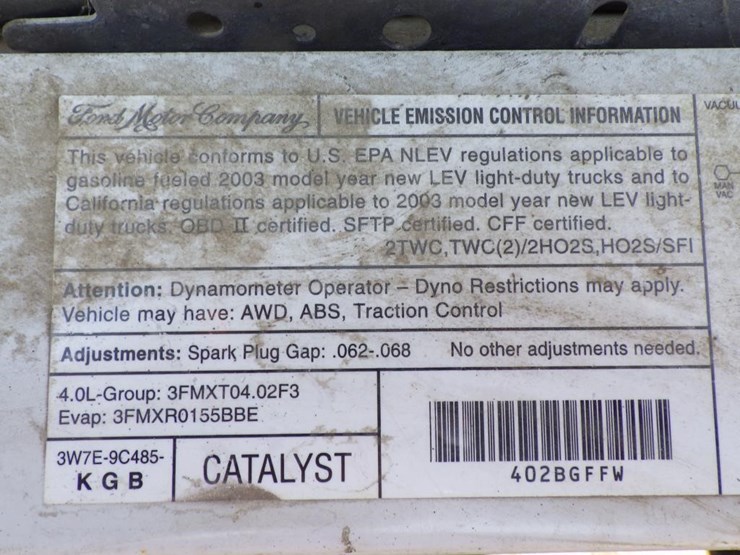 Ford Motor Company VEHICLE EMISSION CONTROL INFORMATION
This vehicle conforms to U.S. EPA NLEV regulations applicable to
gasoline fueled 2003 model year new LEV light-duty trucks and to
California regulations applicable to 2003 model year new LEV light-
duty trucks. OBD II certified. SFTP certified. CFF certified.
2TWC,TWC(2)/2HO2S,HO2S/SFI
Attention: Dynamometer Operator – Dyno Restrictions may apply.
Vehicle may have: AWD, ABS, Traction Control
Adjustments: Spark Plug Gap: .062-.068 No other adjustments needed.
4.0L-Group: 3FMXT04.02F3
Evap: 3FMXR0155BBE
3W7E-9C485-
KGB
CATALYST
402BGFFW
MAN
VAC